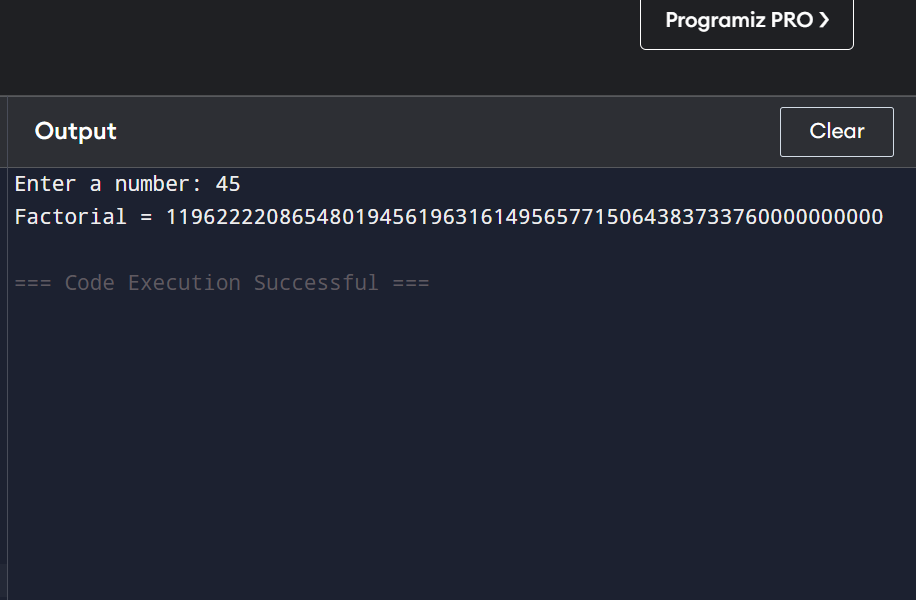 Programiz PRO ❯
Output
Clear
Enter a number: 45
Factorial = 119622220865480194561963161495657715064383733760000000000
=== Code Execution Successful ===